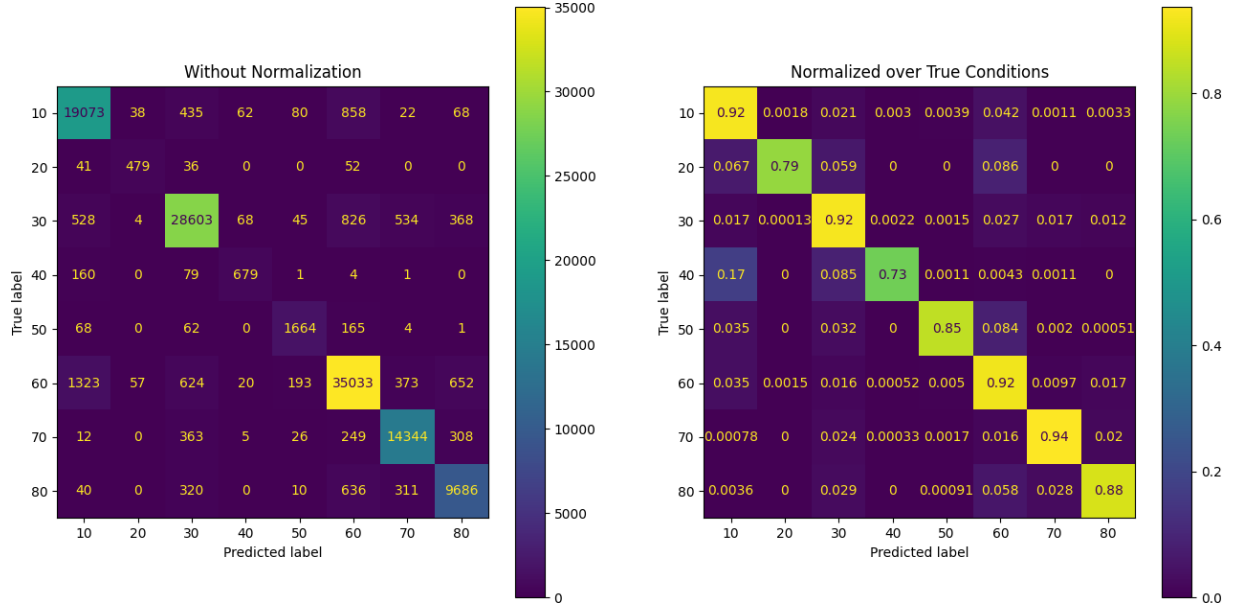 Without Normalization
10 19073 38 435 62 80 858 22 68
20 41 479 36 0 0 52 0 0
30 528 4 28603 68 45 826 534 368
40 160 0 79 679 1 4 1 0
50 68 0 62 0 1664 165 4 1
60 1323 57 624 20 193 35033 373 652
70 12 0 363 5 26 249 14344 308
80 40 0 320 0 10 636 311 9686
10 20 30 40 50 60 70 80
Predicted label
True label
35000
30000
25000
20000
15000
10000
5000
0
Normalized over True Conditions
10 0.92 0.0018 0.021 0.003 0.0039 0.042 0.0011 0.0033
20 0.067 0.79 0.059 0 0 0.086 0 0
30 0.017 0.00013 0.92 0.0022 0.0015 0.027 0.017 0.012
40 0.17 0 0.085 0.73 0.0011 0.0043 0.0011 0
50 0.035 0 0.032 0 0.85 0.084 0.002 0.00051
60 0.035 0.0015 0.016 0.00052 0.005 0.92 0.0097 0.017
70 0.00078 0 0.024 0.00033 0.0017 0.016 0.94 0.02
80 0.0036 0 0.029 0 0.00091 0.058 0.028 0.88
10 20 30 40 50 60 70 80
Predicted label
True label
0.8
0.6
0.4
0.2
0.0